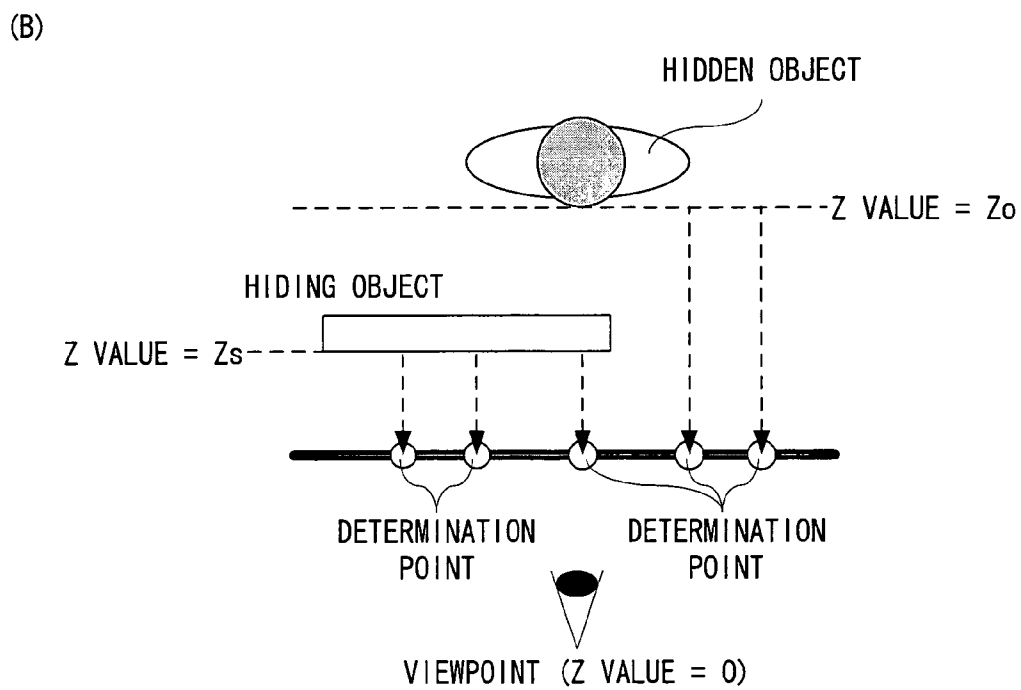 (B)
HIDDEN OBJECT
Z VALUE = Zo
HIDING OBJECT
Z VALUE = Zs
DETERMINATION
POINT
DETERMINATION
POINT
VIEWPOINT (Z VALUE = 0)